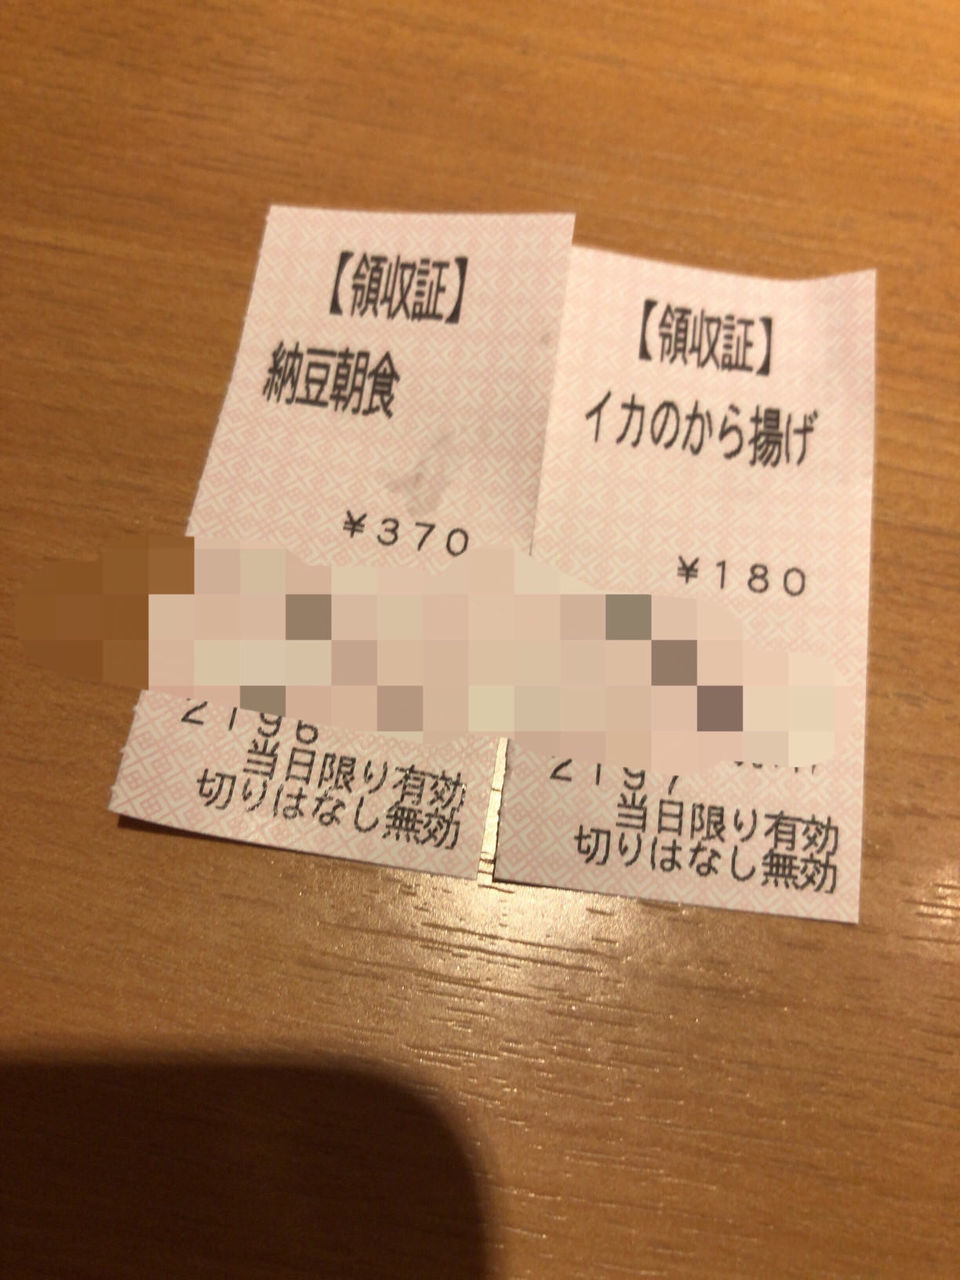 【領収証】
納豆朝食
¥370
2196
当日限り有効
切りはなし無効
【領収証】
イカのから揚げ
¥180
2197
当日限り有効
切りはなし無効